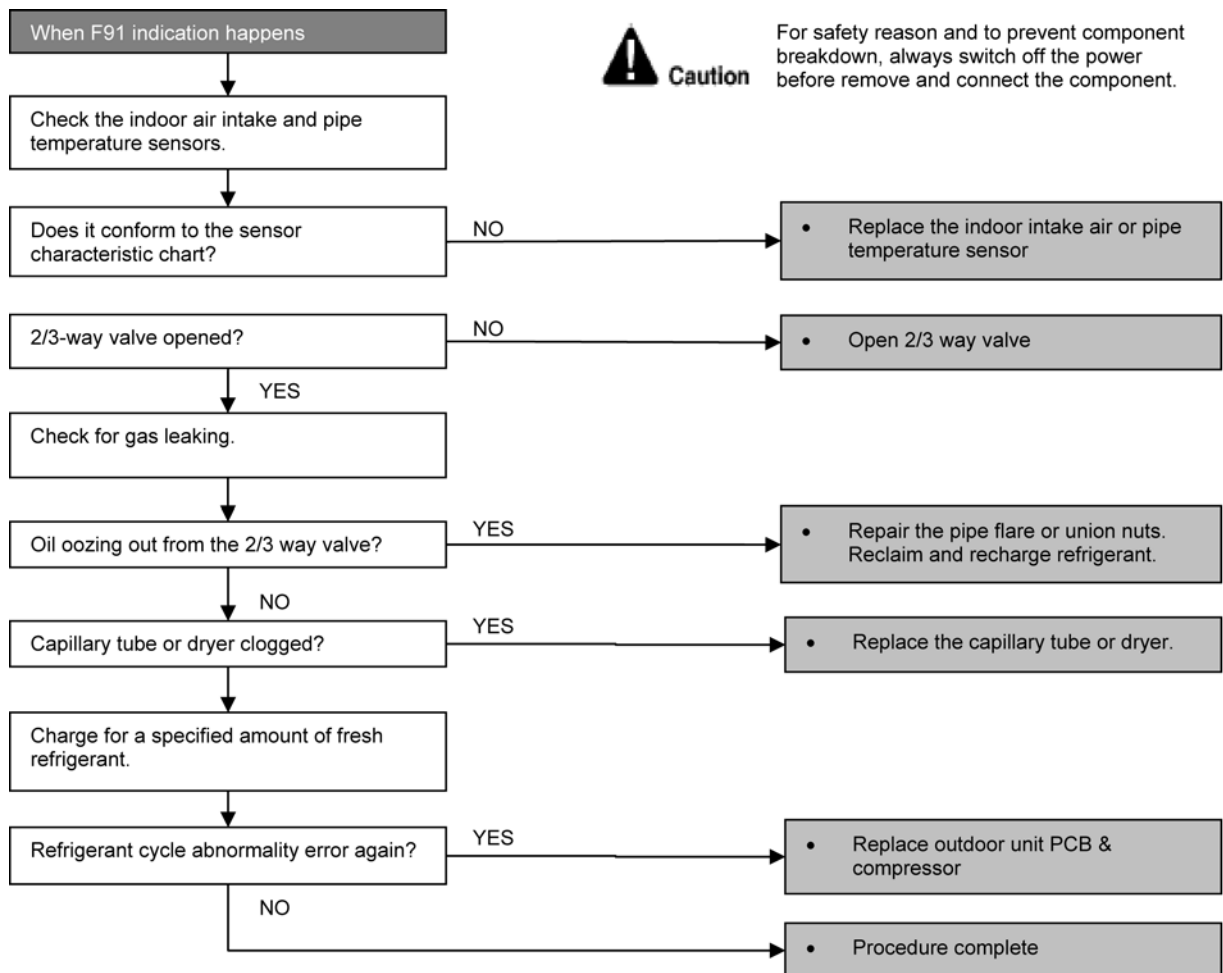 When F91 indication happens
Caution
For safety reason and to prevent component
breakdown, always switch off the power
before remove and connect the component.
Check the indoor air intake and pipe
temperature sensors.
Does it conform to the sensor
characteristic chart?
NO
• Replace the indoor intake air or pipe
temperature sensor
2/3-way valve opened?
NO
• Open 2/3 way valve
YES
Check for gas leaking.
Oil oozing out from the 2/3 way valve?
YES
• Repair the pipe flare or union nuts.
Reclaim and recharge refrigerant.
NO
Capillary tube or dryer clogged?
YES
• Replace the capillary tube or dryer.
Charge for a specified amount of fresh
refrigerant.
Refrigerant cycle abnormality error again?
YES
• Replace outdoor unit PCB &
compressor
NO
• Procedure complete